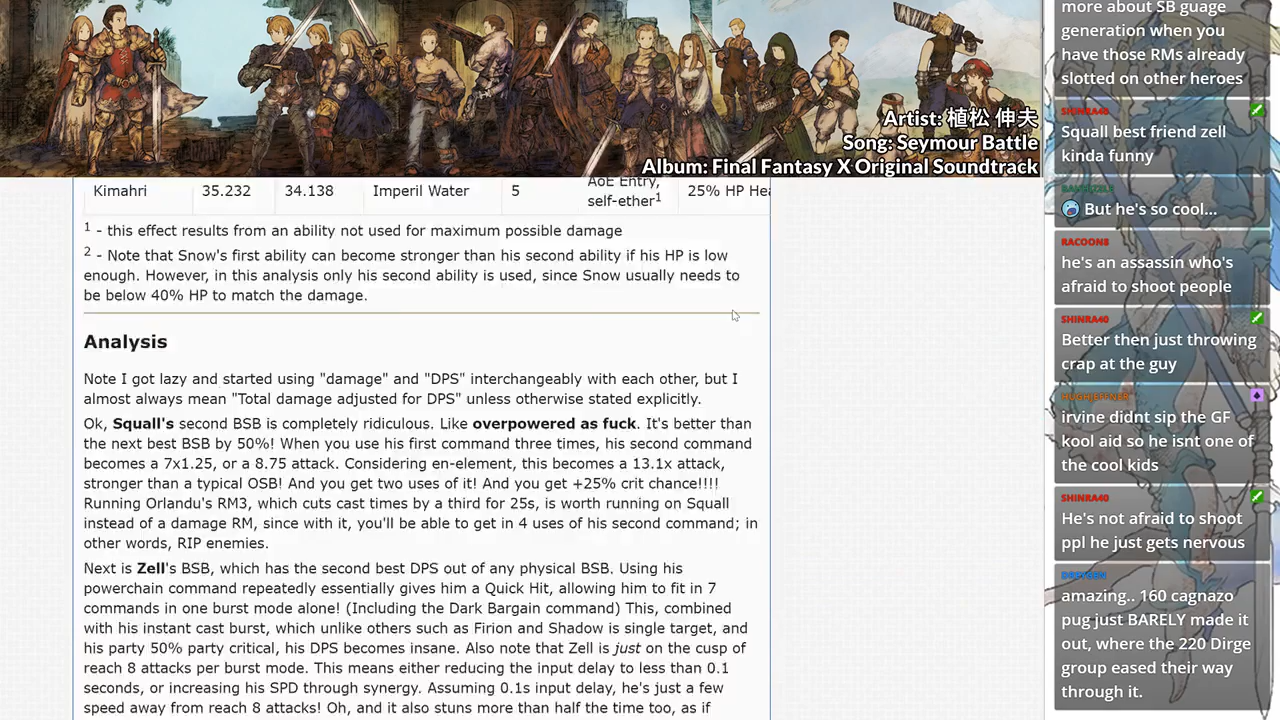 Artist: 植松 伸夫
Song: Seymour Battle
Album: Final Fantasy X Original Soundtrack
Kimahri 35.232 34.138 Imperil Water 5 AoE Entry, self-ether1 25% HP Hea
1 - this effect results from an ability not used for maximum possible damage
2 - Note that Snow's first ability can become stronger than his second ability if his HP is low
enough. However, in this analysis only his second ability is used, since Snow usually needs to
be below 40% HP to match the damage.
Analysis
Note I got lazy and started using "damage" and "DPS" interchangeably with each other, but I
almost always mean "Total damage adjusted for DPS" unless otherwise stated explicitly.
Ok, Squall's second BSB is completely ridiculous. Like overpowered as fuck. It's better than
the next best BSB by 50%! When you use his first command three times, his second command
becomes a 7x1.25, or a 8.75 attack. Considering en-element, this becomes a 13.1x attack,
stronger than a typical OSB! And you get two uses of it! And you get +25% crit chance!!!!
Running Orlandu's RM3, which cuts cast times by a third for 25s, is worth running on Squall
instead of a damage RM, since with it, you'll be able to get in 4 uses of his second command; in
other words, RIP enemies.
Next is Zell's BSB, which has the second best DPS out of any physical BSB. Using his
powerchain command repeatedly essentially gives him a Quick Hit, allowing him to fit in 7
commands in one burst mode alone! (Including the Dark Bargain command) This, combined
with his instant cast burst, which unlike others such as Firion and Shadow is single target, and
his party 50% party critical, his DPS becomes insane. Also note that Zell is just on the cusp of
reach 8 attacks per burst mode. This means either reducing the input delay to less than 0.1
seconds, or increasing his SPD through synergy. Assuming 0.1s input delay, he's just a few
speed away from reach 8 attacks! Oh, and it also stuns more than half the time too, as if
more about SB guage
generation when you
have those RMs already
slotted on other heroes
SHINRA40
Squall best friend zell
kinda funny
But he's so cool...
RACOON8
he's an assassin who's
afraid to shoot people
SHINRA40
Better then just throwing
crap at the guy
irvine didnt sip the GF
kool aid so he isnt one of
the cool kids
SHINRA40
He's not afraid to shoot
ppl he just gets nervous
amazing.. 160 cagnazo
pug just BARELY made it
out, where the 220 Dirge
group eased their way
through it.